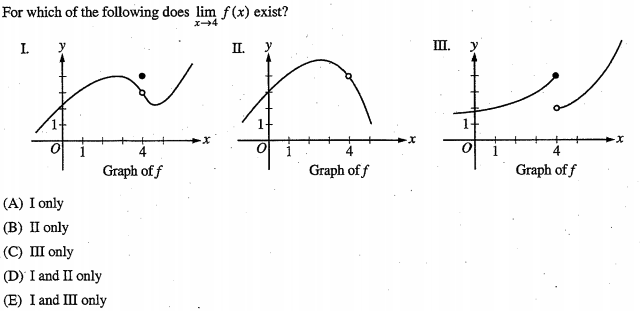 For which of the following does lim x→4 f(x) exist?
I.
y
1
O
1
4
x
Graph of f
II.
y
1
O
1
4
x
Graph of f
III.
y
1
O
1
4
x
Graph of f
(A) I only
(B) II only
(C) III only
(D) I and II only
(E) I and III only